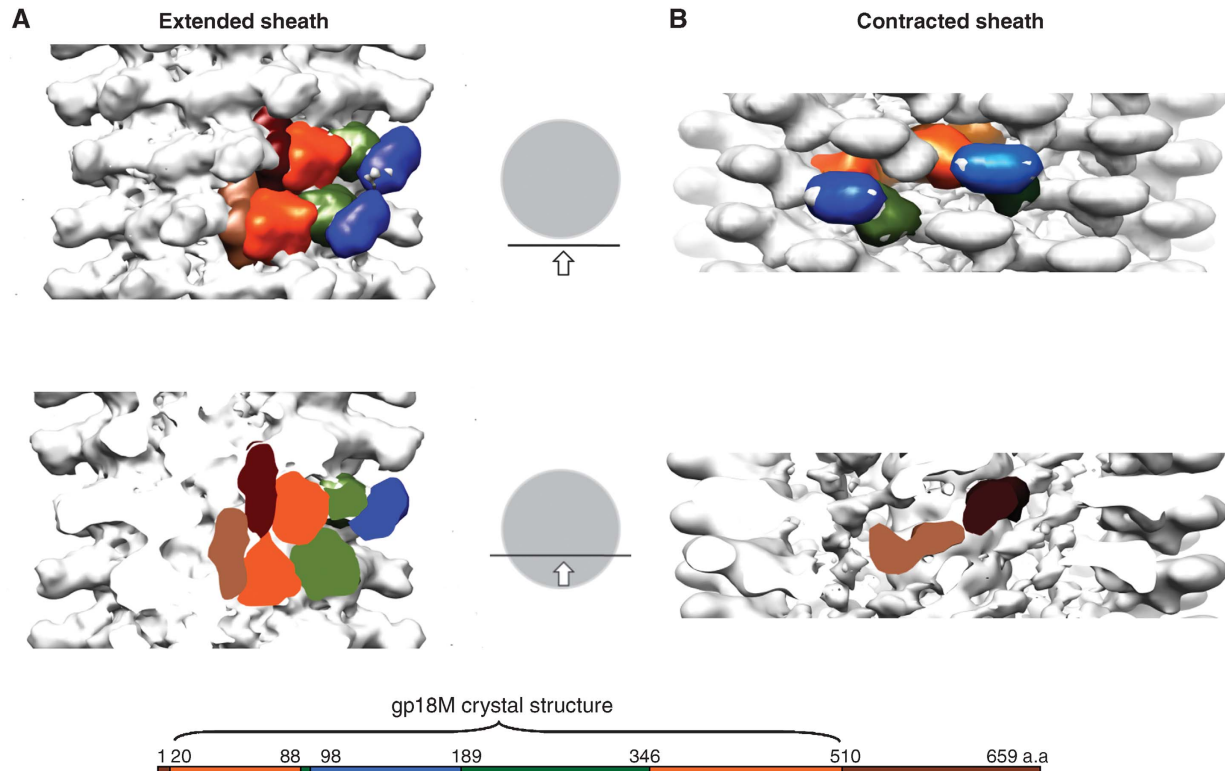 A Extended sheath
B Contracted sheath
gp18M crystal structure
1 20 88 98 189 346 510 659 a.a